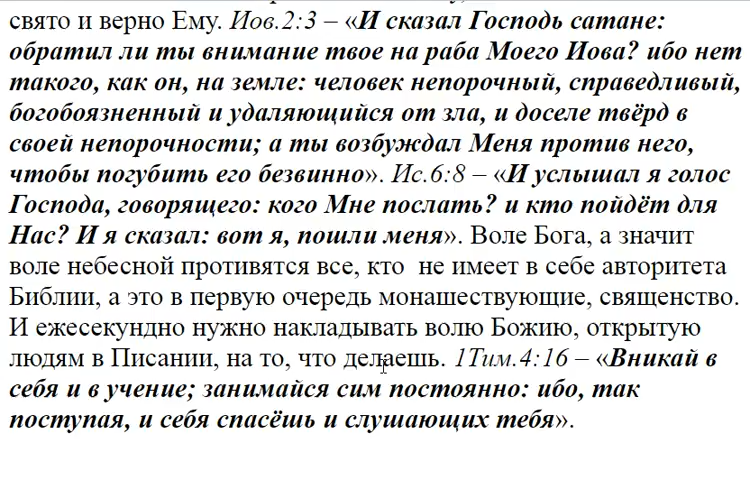 свято и верно Ему. Иов.2:3 – «И сказал Господь сатане:
обратил ли ты внимание твое на раба Моего Иова? ибо нет
такого, как он, на земле: человек непорочный, справедливый,
богобоязненный и удаляющийся от зла, и доселе твёрд в
своей непорочности; а ты возбуждал Меня против него,
чтобы погубить его безвинно». Ис.6:8 – «И услышал я голос
Господа, говорящего: кого Мне послать? и кто пойдёт для
Нас? И я сказал: вот я, пошли меня». Воле Бога, а значит
воле небесной противятся все, кто  не имеет в себе авторитета
Библии, а это в первую очередь монашествующие, священство.
И ежесекундно нужно накладывать волю Божию, открытую
людям в Писании, на то, что делаешь. 1Тим.4:16 – «Вникай в
себя и в учение; занимайся сим постоянно: ибо, так
поступая, и себя спасёшь и слушающих тебя».